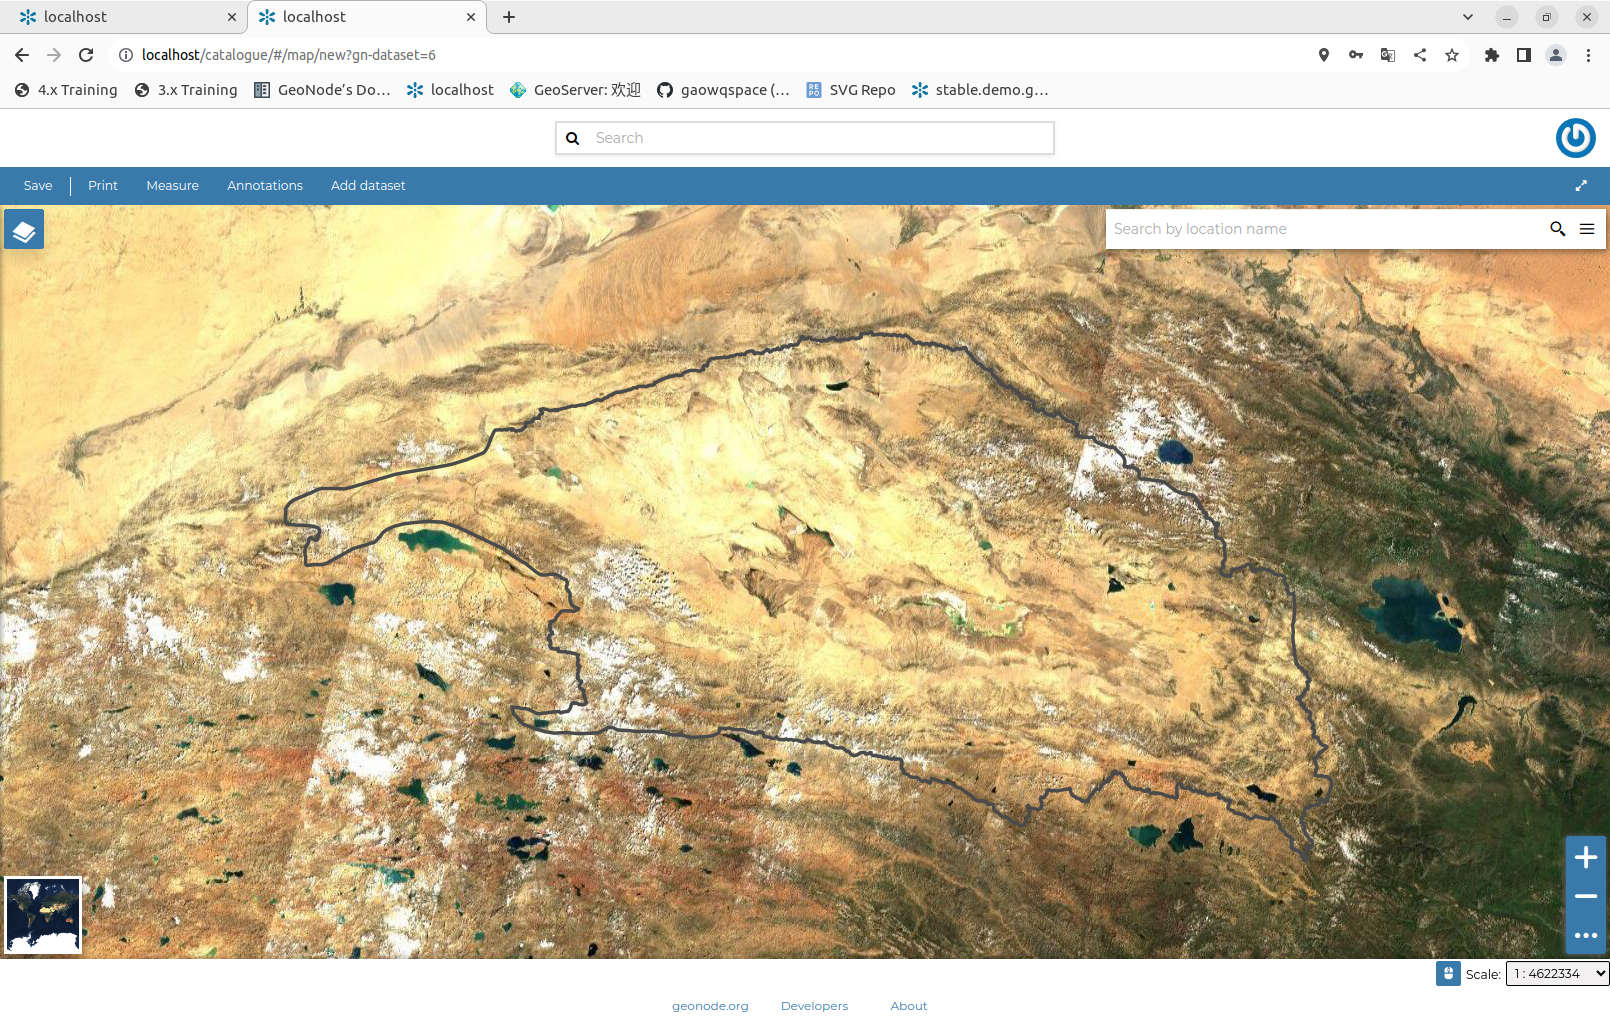 localhost
localhost
localhost/catalogue/#/map/new?gn-dataset=6
4.x Training
3.x Training
GeoNode's Do...
localhost
GeoServer: 欢迎
gaowqspace (...
REPO
SVG Repo
stable.demo.g...
Search
Save
Print
Measure
Annotations
Add dataset
Search by location name
Scale:
1 : 4622334
geonode.org
Developers
About